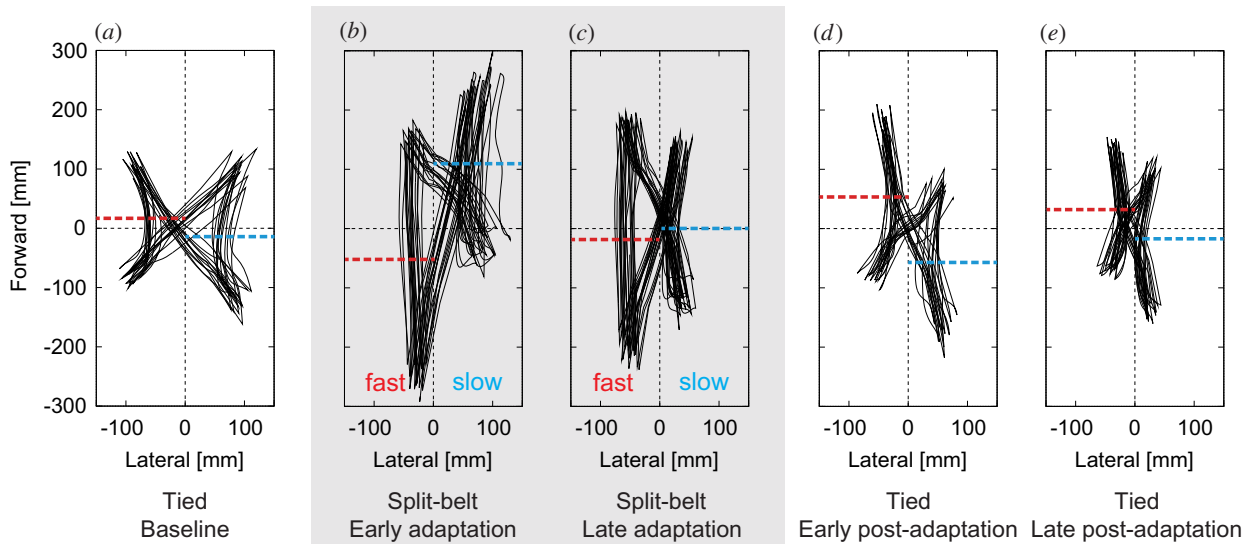 (a)
(b)
(c)
(d)
(e)
300
200
100
0
-100
-200
-300
Forward [mm]
fast
slow
fast
slow
-100 0 100
-100 0 100
-100 0 100
-100 0 100
-100 0 100
Lateral [mm]
Lateral [mm]
Lateral [mm]
Lateral [mm]
Lateral [mm]
Tied
Baseline
Split-belt
Early adaptation
Split-belt
Late adaptation
Tied
Early post-adaptation
Tied
Late post-adaptation